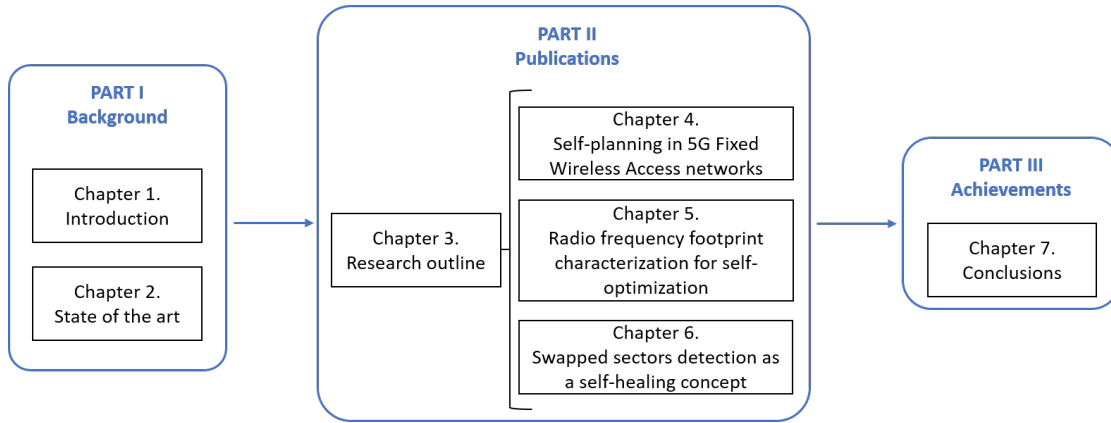 PART I
Background
Chapter 1.
Introduction
Chapter 2.
State of the art
PART II
Publications
Chapter 3.
Research outline
Chapter 4.
Self-planning in 5G Fixed
Wireless Access networks
Chapter 5.
Radio frequency footprint
characterization for self-
optimization
Chapter 6.
Swapped sectors detection as
a self-healing concept
PART III
Achievements
Chapter 7.
Conclusions